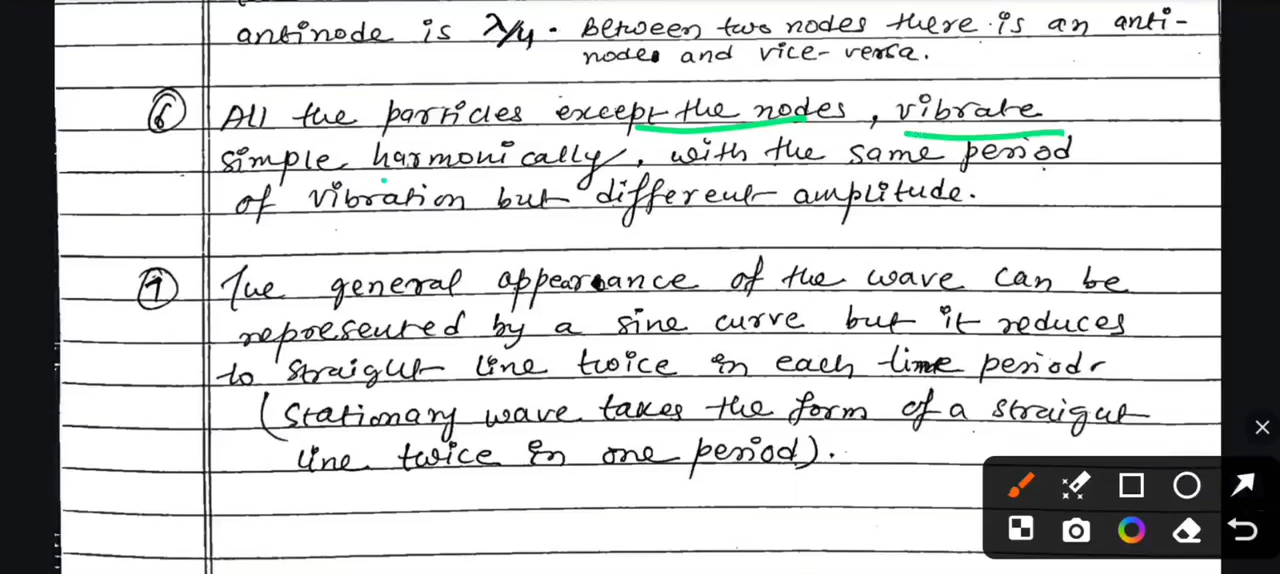 antinode is λ/4. Between two nodes there is an anti-
nodes and vice-versa.
⑥ All the particles except the nodes, vibrate
simple harmonically, with the same period
of vibration but different amplitude.
⑦ The general appearance of the wave can be
represented by a sine curve but it reduces
to straight line twice in each time period.
(Stationary wave takes the form of a straight
line twice in one period).